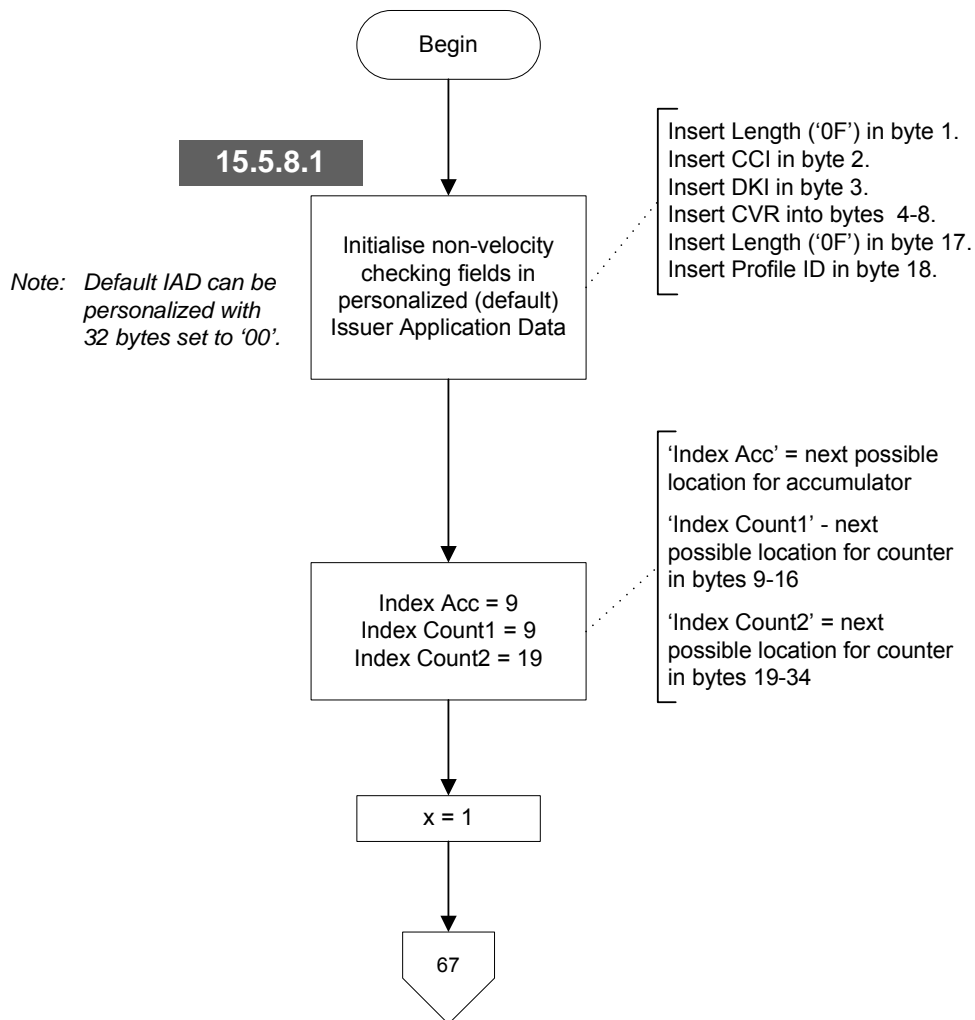 Begin
15.5.8.1
Insert Length (‘0F’) in byte 1.
Insert CCI in byte 2.
Insert DKI in byte 3.
Insert CVR into bytes 4-8.
Insert Length (‘0F’) in byte 17.
Insert Profile ID in byte 18.
Initialise non-velocity
checking fields in
personalized (default)
Issuer Application Data
Note: Default IAD can be
personalized with
32 bytes set to ‘00’.
‘Index Acc’ = next possible
location for accumulator
‘Index Count1’ - next
possible location for counter
in bytes 9-16
‘Index Count2’ = next
possible location for counter
in bytes 19-34
Index Acc = 9
Index Count1 = 9
Index Count2 = 19
x = 1
67